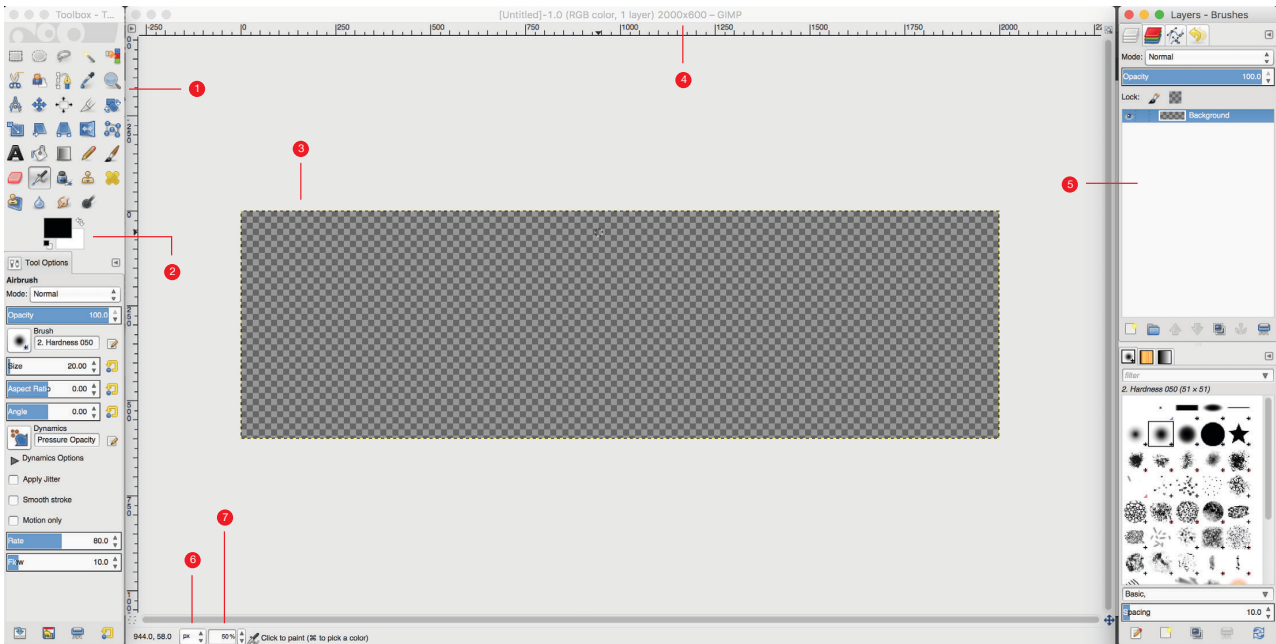 Toolbox - T...
[Untitled]-1.0 (RGB color, 1 layer) 2000x600 – GIMP
Layers - Brushes
-250 0 250 500 750 1000 1250 1500 1750 2000
1
2
3
4
5
6
7
Tool Options
Airbrush
Mode: Normal
Opacity 100.0
Brush
2. Hardness 050
Size 20.00
Aspect Ratio 0.00
Angle 0.00
Dynamics
Pressure Opacity
Dynamics Options
Apply Jitter
Smooth stroke
Motion only
Rate 80.0
Flow 10.0
944.0, 58.0 px 50% Click to paint (⌘ to pick a color)
Mode: Normal
Opacity 100.0
Lock:
Background
filter
2. Hardness 050 (51 × 51)
Basic,
Spacing 10.0